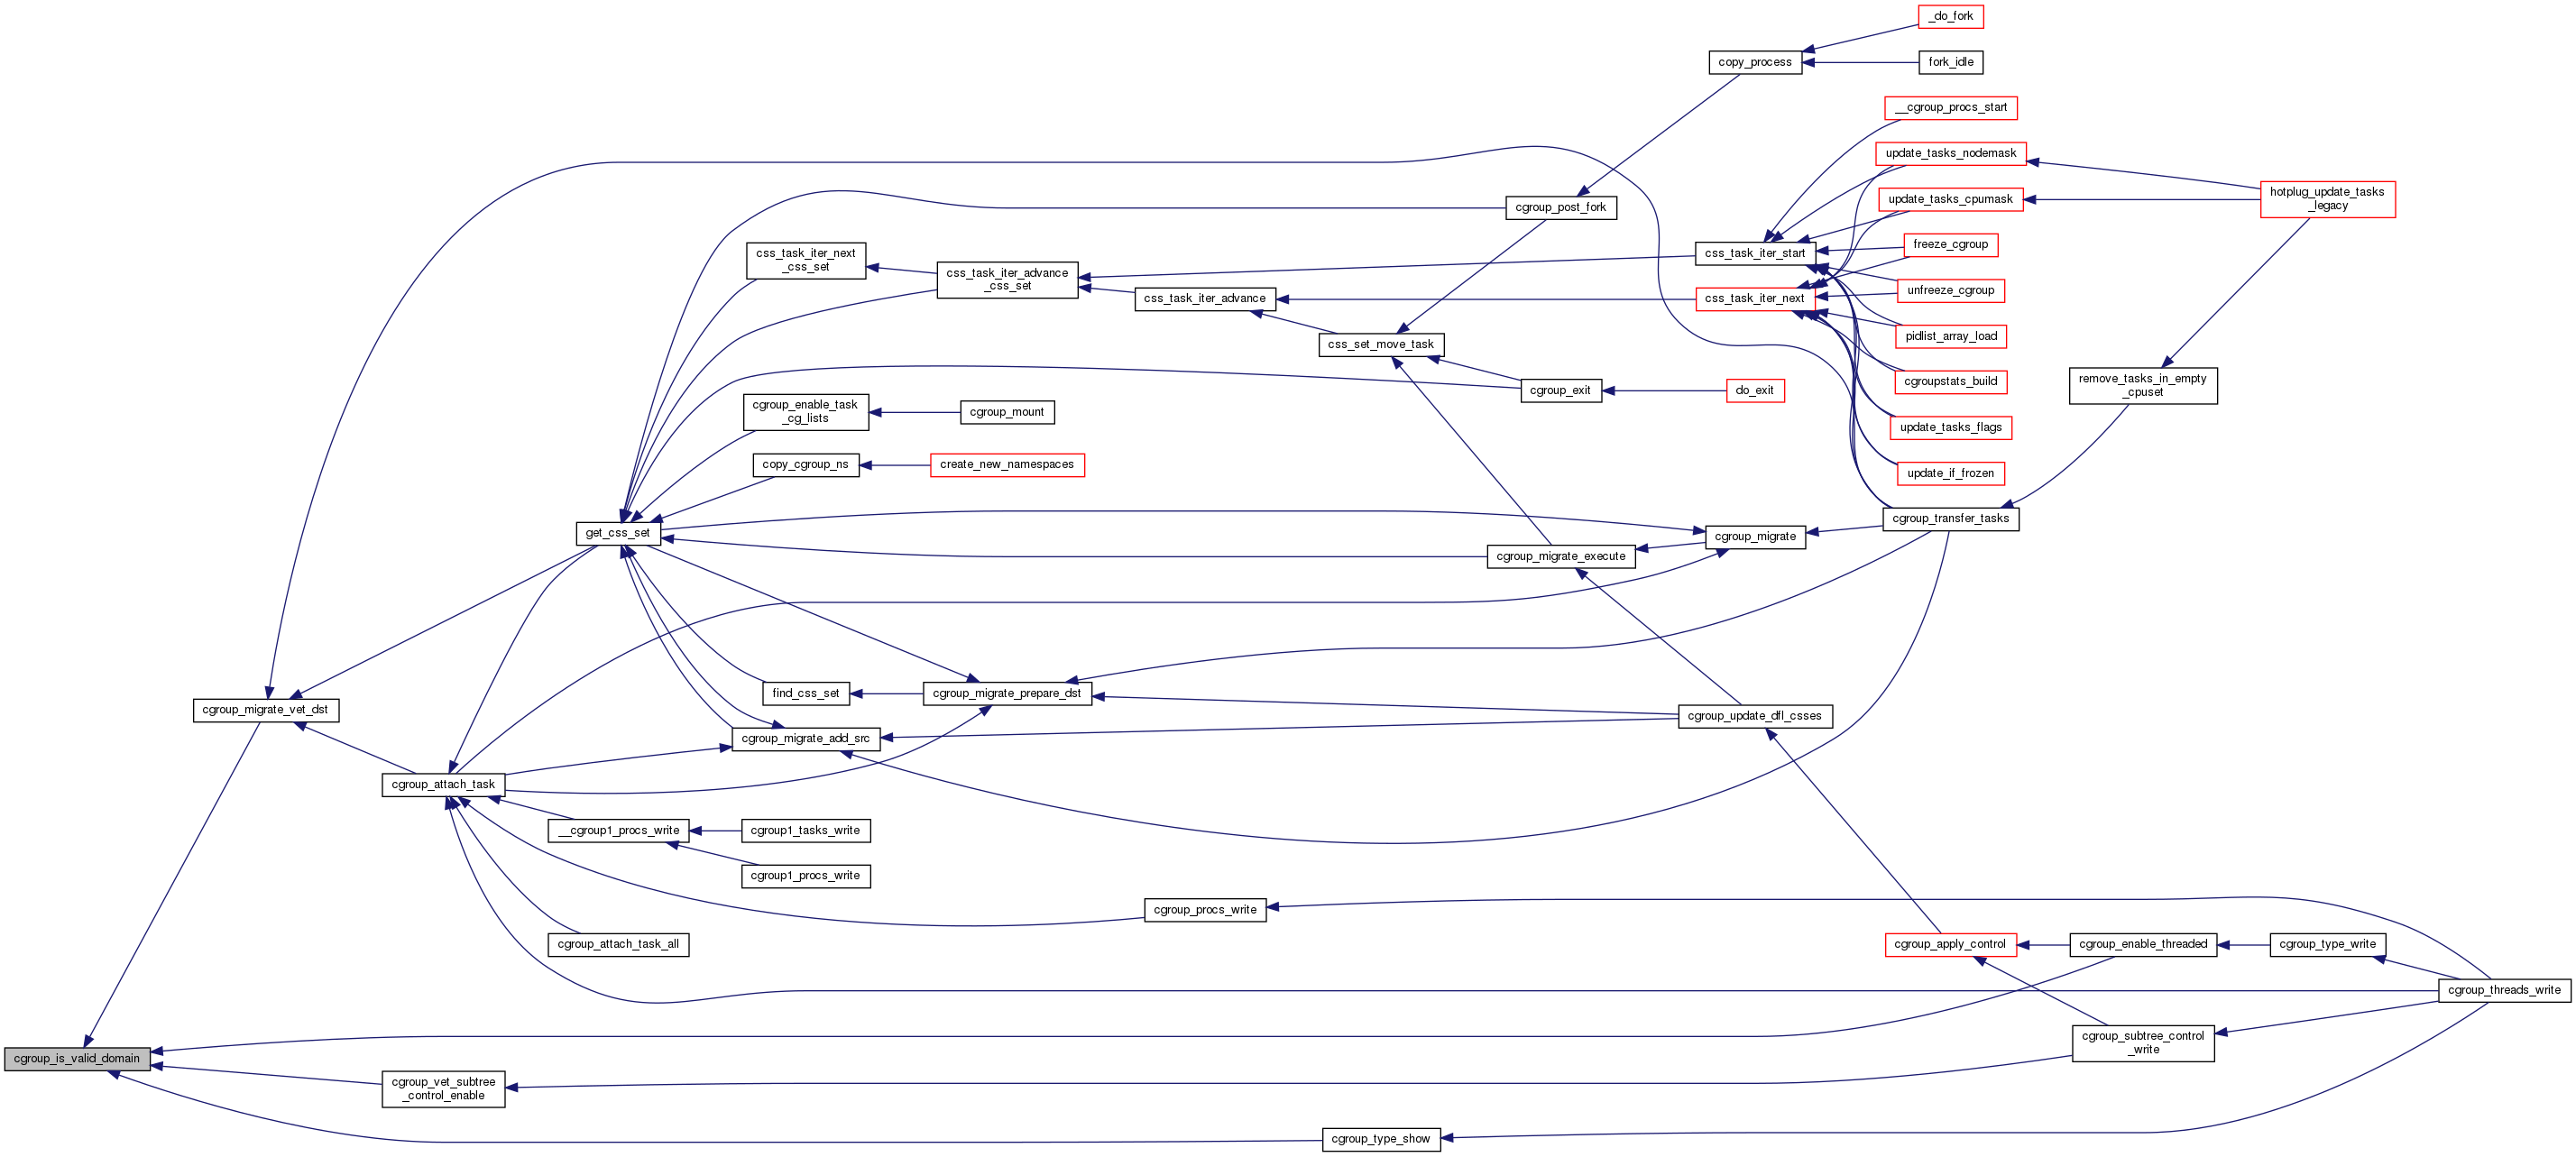 _do_fork
copy_process
fork_idle
__cgroup_procs_start
update_tasks_nodemask
hotplug_update_tasks
_legacy
update_tasks_cpumask
cgroup_post_fork
css_task_iter_next
_css_set
css_task_iter_start
freeze_cgroup
css_task_iter_advance
_css_set
css_task_iter_advance
css_task_iter_next
unfreeze_cgroup
css_set_move_task
pidlist_array_load
cgroup_exit
do_exit
cgroupstats_build
remove_tasks_in_empty
_cpuset
cgroup_enable_task
_cg_lists
cgroup_mount
update_tasks_flags
copy_cgroup_ns
create_new_namespaces
update_if_frozen
get_css_set
cgroup_transfer_tasks
cgroup_migrate
cgroup_migrate_execute
find_css_set
cgroup_migrate_prepare_dst
cgroup_migrate_vet_dst
cgroup_update_dfl_csses
cgroup_migrate_add_src
cgroup_attach_task
__cgroup1_procs_write
cgroup1_tasks_write
cgroup1_procs_write
cgroup_procs_write
cgroup_attach_task_all
cgroup_apply_control
cgroup_enable_threaded
cgroup_type_write
cgroup_threads_write
cgroup_is_valid_domain
cgroup_subtree_control
_write
cgroup_vet_subtree
_control_enable
cgroup_type_show